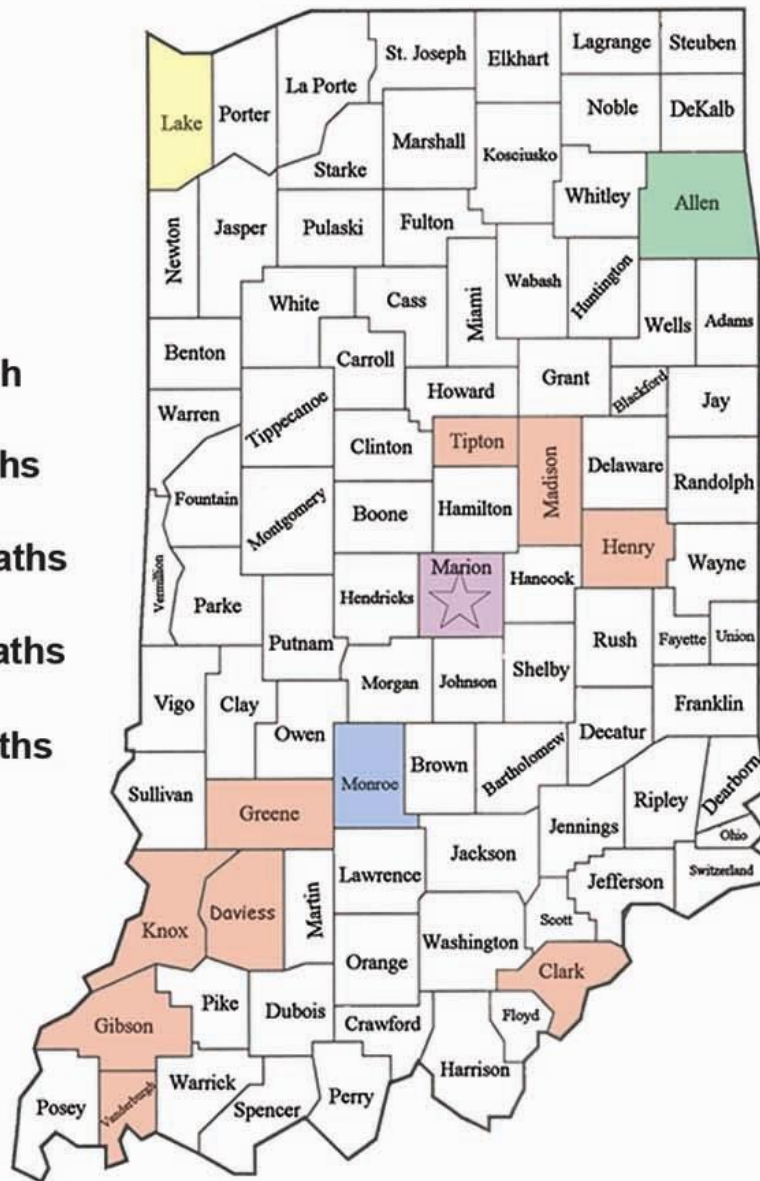 h
hs
aths
aths
ths
St. Joseph
Elkhart
Lagrange
Steuben
La Porte
Porter
Lake
Noble
DeKalb
Marshall
Kosciusko
Starke
Whitley
Allen
Newton
Jasper
Pulaski
Fulton
White
Cass
Miami
Wabash
Huntington
Wells
Adams
Benton
Carroll
Howard
Grant
Blackford
Jay
Warren
Tippecanoe
Clinton
Tipton
Madison
Delaware
Randolph
Fountain
Montgomery
Boone
Hamilton
Henry
Wayne
Vermillion
Parke
Hendricks
Marion
Hancock
Putnam
Rush
Fayette
Union
Vigo
Clay
Morgan
Johnson
Shelby
Owen
Franklin
Decatur
Sullivan
Greene
Monroe
Brown
Bartholomew
Ripley
Dearborn
Jennings
Ohio
Jackson
Lawrence
Jefferson
Switzerland
Knox
Daviess
Martin
Scott
Washington
Orange
Clark
Gibson
Pike
Dubois
Crawford
Floyd
Harrison
Posey
Vanderburgh
Warrick
Spencer
Perry